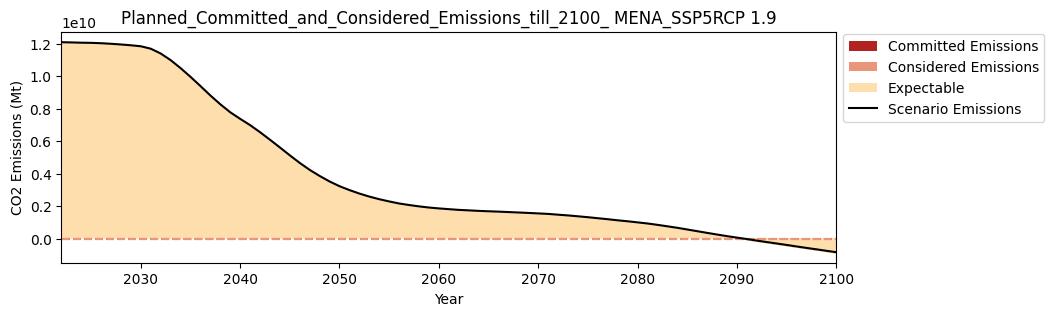 Planned_Committed_and_Considered_Emissions_till_2100_ MENA_SSP5RCP 1.9
1e10
1.2
1.0
0.8
0.6
0.4
0.2
0.0
CO2 Emissions (Mt)
2030
2040
2050
2060
2070
2080
2090
2100
Year
Committed Emissions
Considered Emissions
Expectable
Scenario Emissions